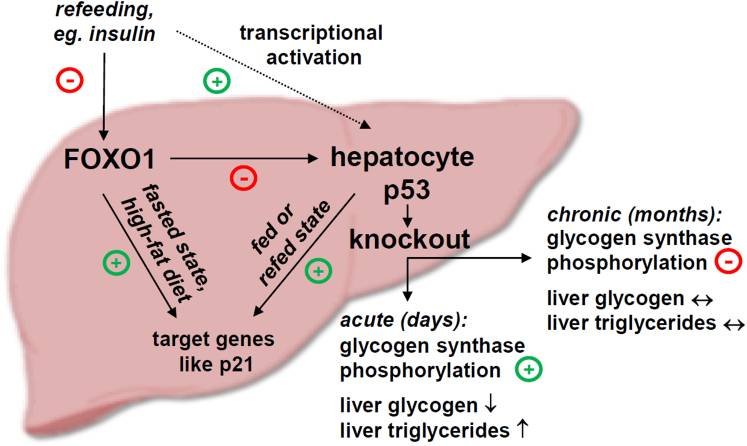 refeeding,
eg. insulin
transcriptional
activation
-
+
FOXO1
-
hepatocyte
p53
knockout
fasted state,
high-fat diet
+
fed or
refed state
+
target genes
like p21
chronic (months):
glycogen synthase
phosphorylation -
liver glycogen ↔
liver triglycerides ↔
acute (days):
glycogen synthase
phosphorylation +
liver glycogen ↓
liver triglycerides ↑